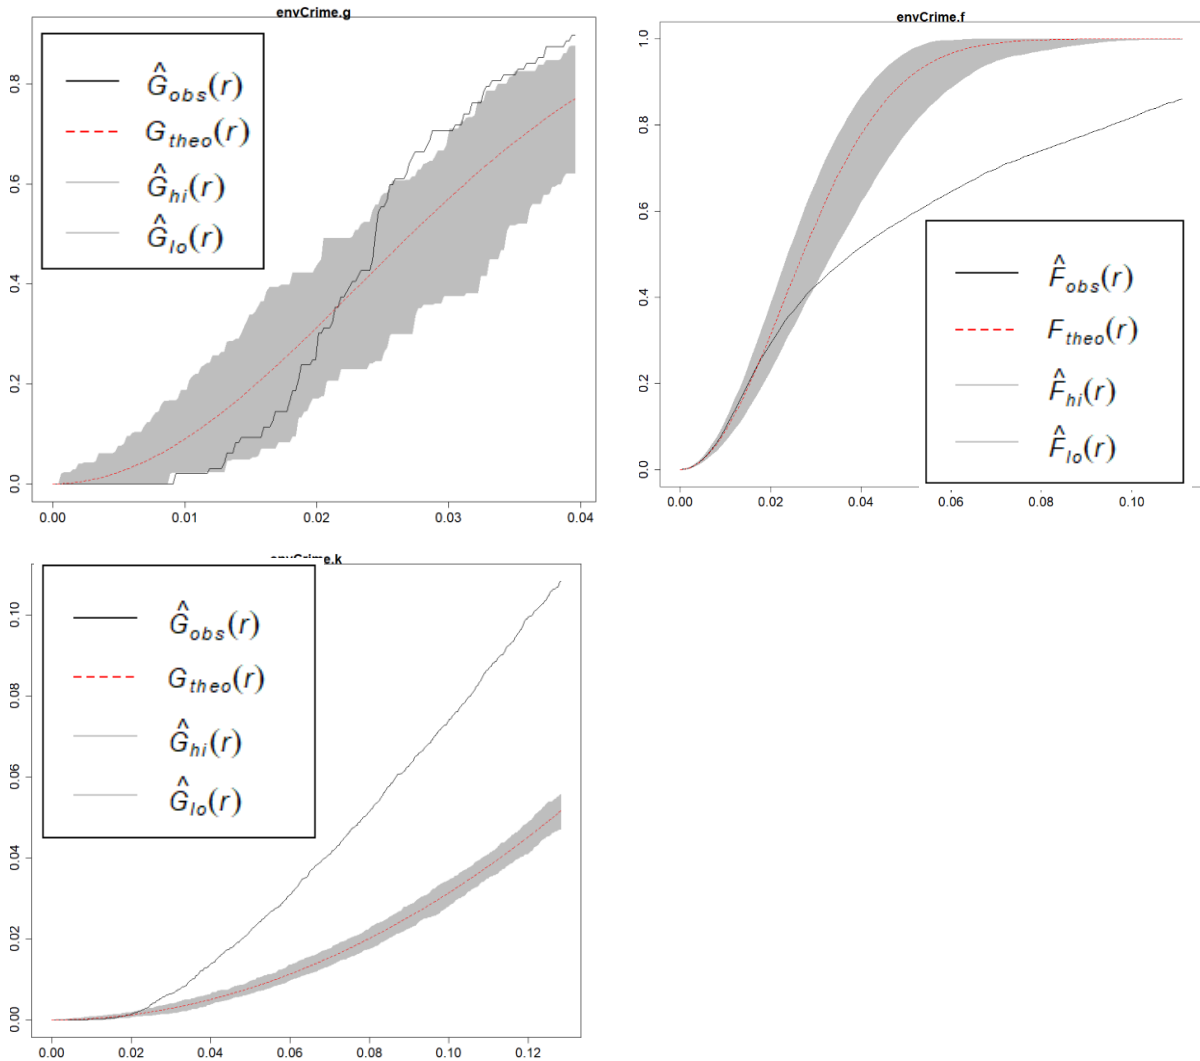 envCrime.g
Ĝobs(r)
Gtheo(r)
Ĝhi(r)
Ĝlo(r)
0.8
0.6
0.4
0.2
0.0
0.00 0.01 0.02 0.03 0.04
envCrime.f
1.0
0.8
0.6
0.4
0.2
0.0
F̂obs(r)
Ftheo(r)
F̂hi(r)
F̂lo(r)
0.00 0.02 0.04 0.06 0.10
envCrime.k
Ĝobs(r)
Gtheo(r)
Ĝhi(r)
Ĝlo(r)
0.10
0.08
0.06
0.04
0.02
0.00
0.00 0.02 0.04 0.06 0.08 0.10 0.12